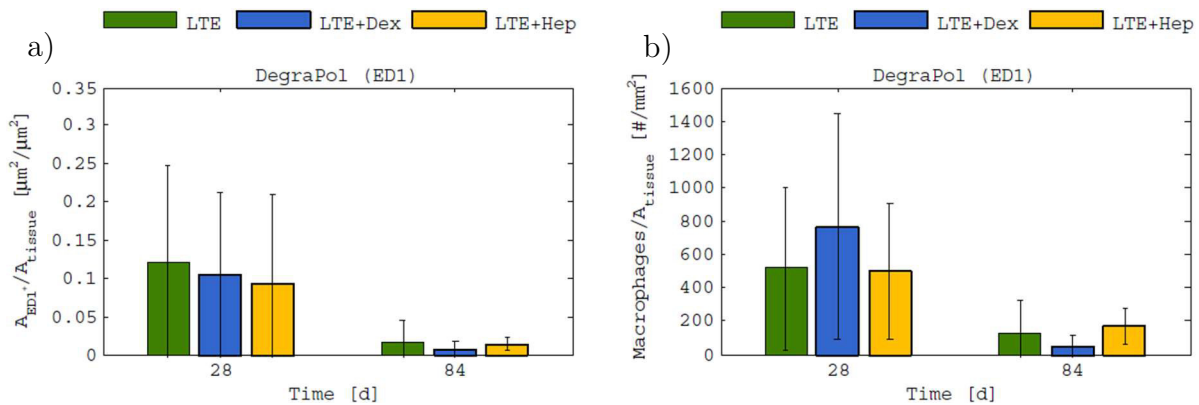 LTE LTE+Dex LTE+Hep
a)
DegraPol (ED1)
0.35
0.3
0.25
0.2
0.15
0.1
0.05
0
A_ED1+/A_tissue [µm²/µm²]
28 84
Time [d]
LTE LTE+Dex LTE+Hep
b)
DegraPol (ED1)
1600
1400
1200
1000
800
600
400
200
0
Macrophages/A_tissue [#/mm²]
28 84
Time [d]